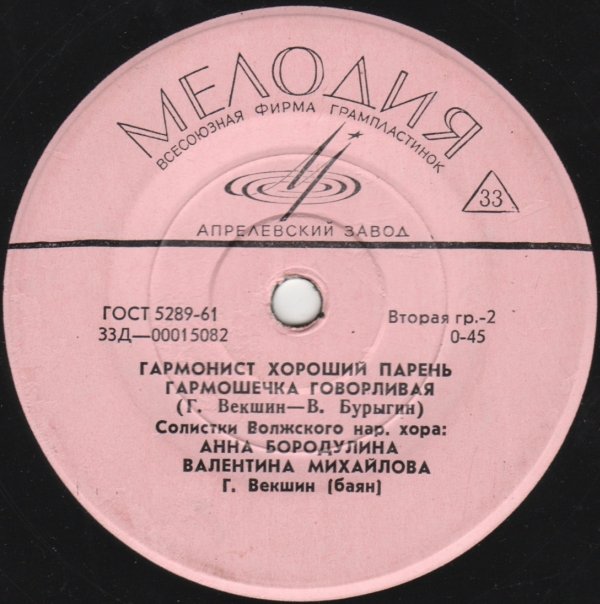 МЕЛОДИЯ
ВСЕСОЮЗНАЯ ФИРМА ГРАМПЛАСТИНОК
33
АПРЕЛЕВСКИЙ ЗАВОД
ГОСТ 5289-61
33Д—00015082
Вторая гр.-2
0-45
ГАРМОНИСТ ХОРОШИЙ ПАРЕНЬ
ГАРМОШЕЧКА ГОВОРЛИВАЯ
(Г. Векшин—В. Бурыгин)
Солистки Волжского нар. хора:
АННА БОРОДУЛИНА
ВАЛЕНТИНА МИХАЙЛОВА
Г. Векшин (баян)